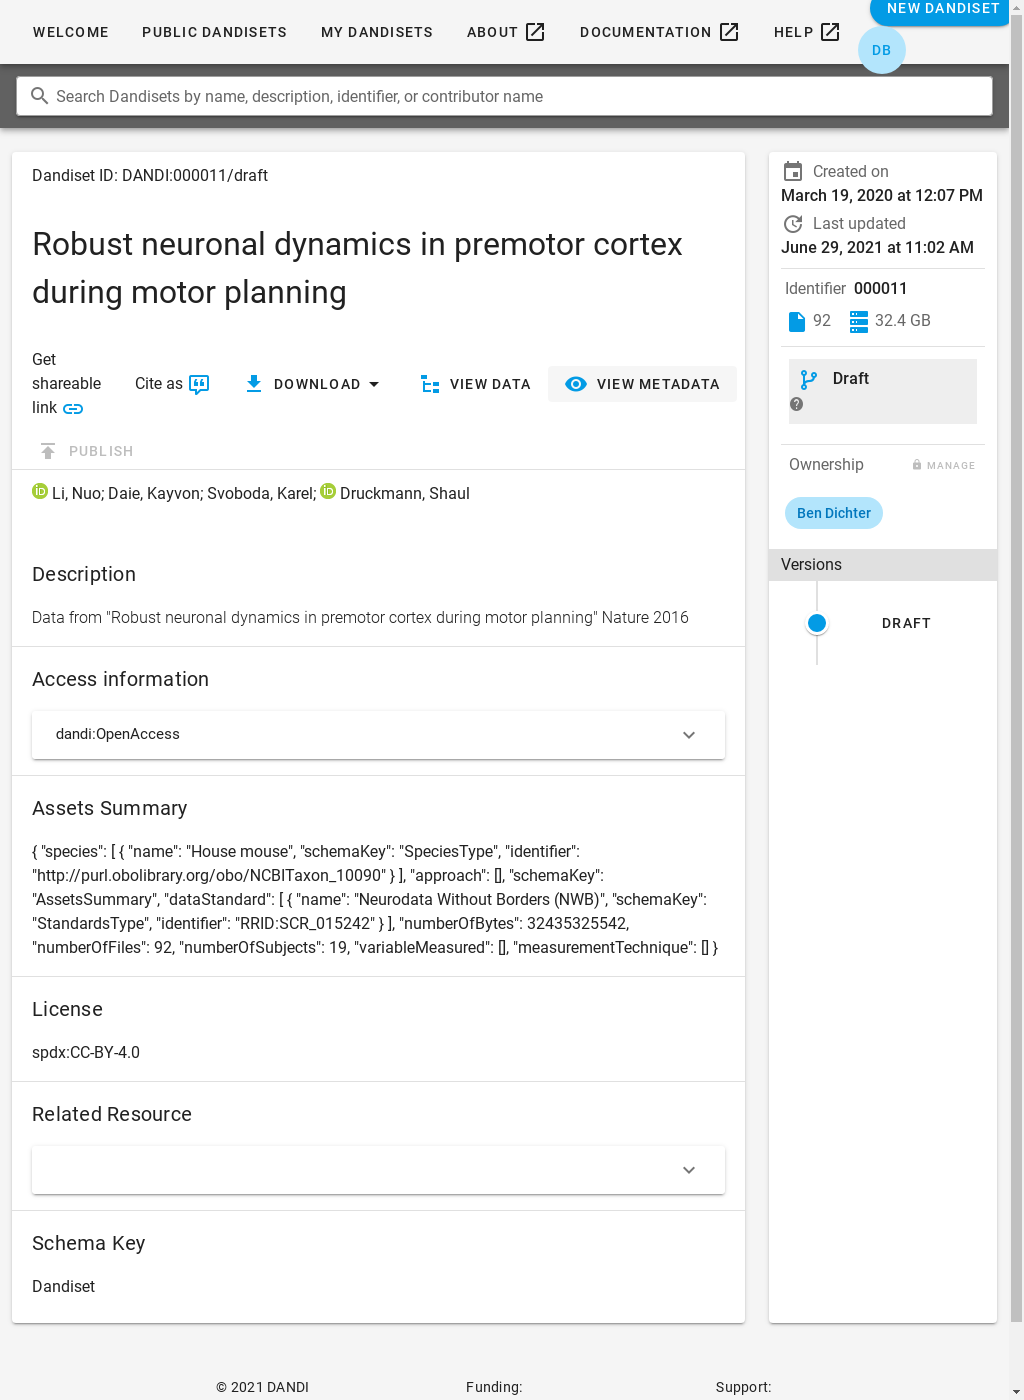 WELCOME
PUBLIC DANDISETS
MY DANDISETS
ABOUT
DOCUMENTATION
HELP
NEW DANDISET
DB
Search Dandisets by name, description, identifier, or contributor name
Dandiset ID: DANDI:000011/draft
Robust neuronal dynamics in premotor cortex
during motor planning
Get
shareable
link
Cite as
DOWNLOAD
VIEW DATA
VIEW METADATA
PUBLISH
Li, Nuo; Daie, Kayvon; Svoboda, Karel; iD Druckmann, Shaul
Description
Data from "Robust neuronal dynamics in premotor cortex during motor planning" Nature 2016
Access information
dandi:OpenAccess
Assets Summary
{ "species": [ { "name": "House mouse", "schemaKey": "SpeciesType", "identifier":
"http://purl.obolibrary.org/obo/NCBITaxon_10090" } ], "approach": [], "schemaKey":
"AssetsSummary", "dataStandard": [ { "name": "Neurodata Without Borders (NWB)", "schemaKey":
"StandardsType", "identifier": "RRID:SCR_015242" } ], "numberOfBytes": 32435325542,
"numberOfFiles": 92, "numberOfSubjects": 19, "variableMeasured": [], "measurementTechnique": [] }
License
spdx:CC-BY-4.0
Related Resource
Schema Key
Dandiset
Created on
March 19, 2020 at 12:07 PM
Last updated
June 29, 2021 at 11:02 AM
Identifier 000011
92
32.4 GB
Draft
Ownership
MANAGE
Ben Dichter
Versions
DRAFT
© 2021 DANDI
Funding:
Support: